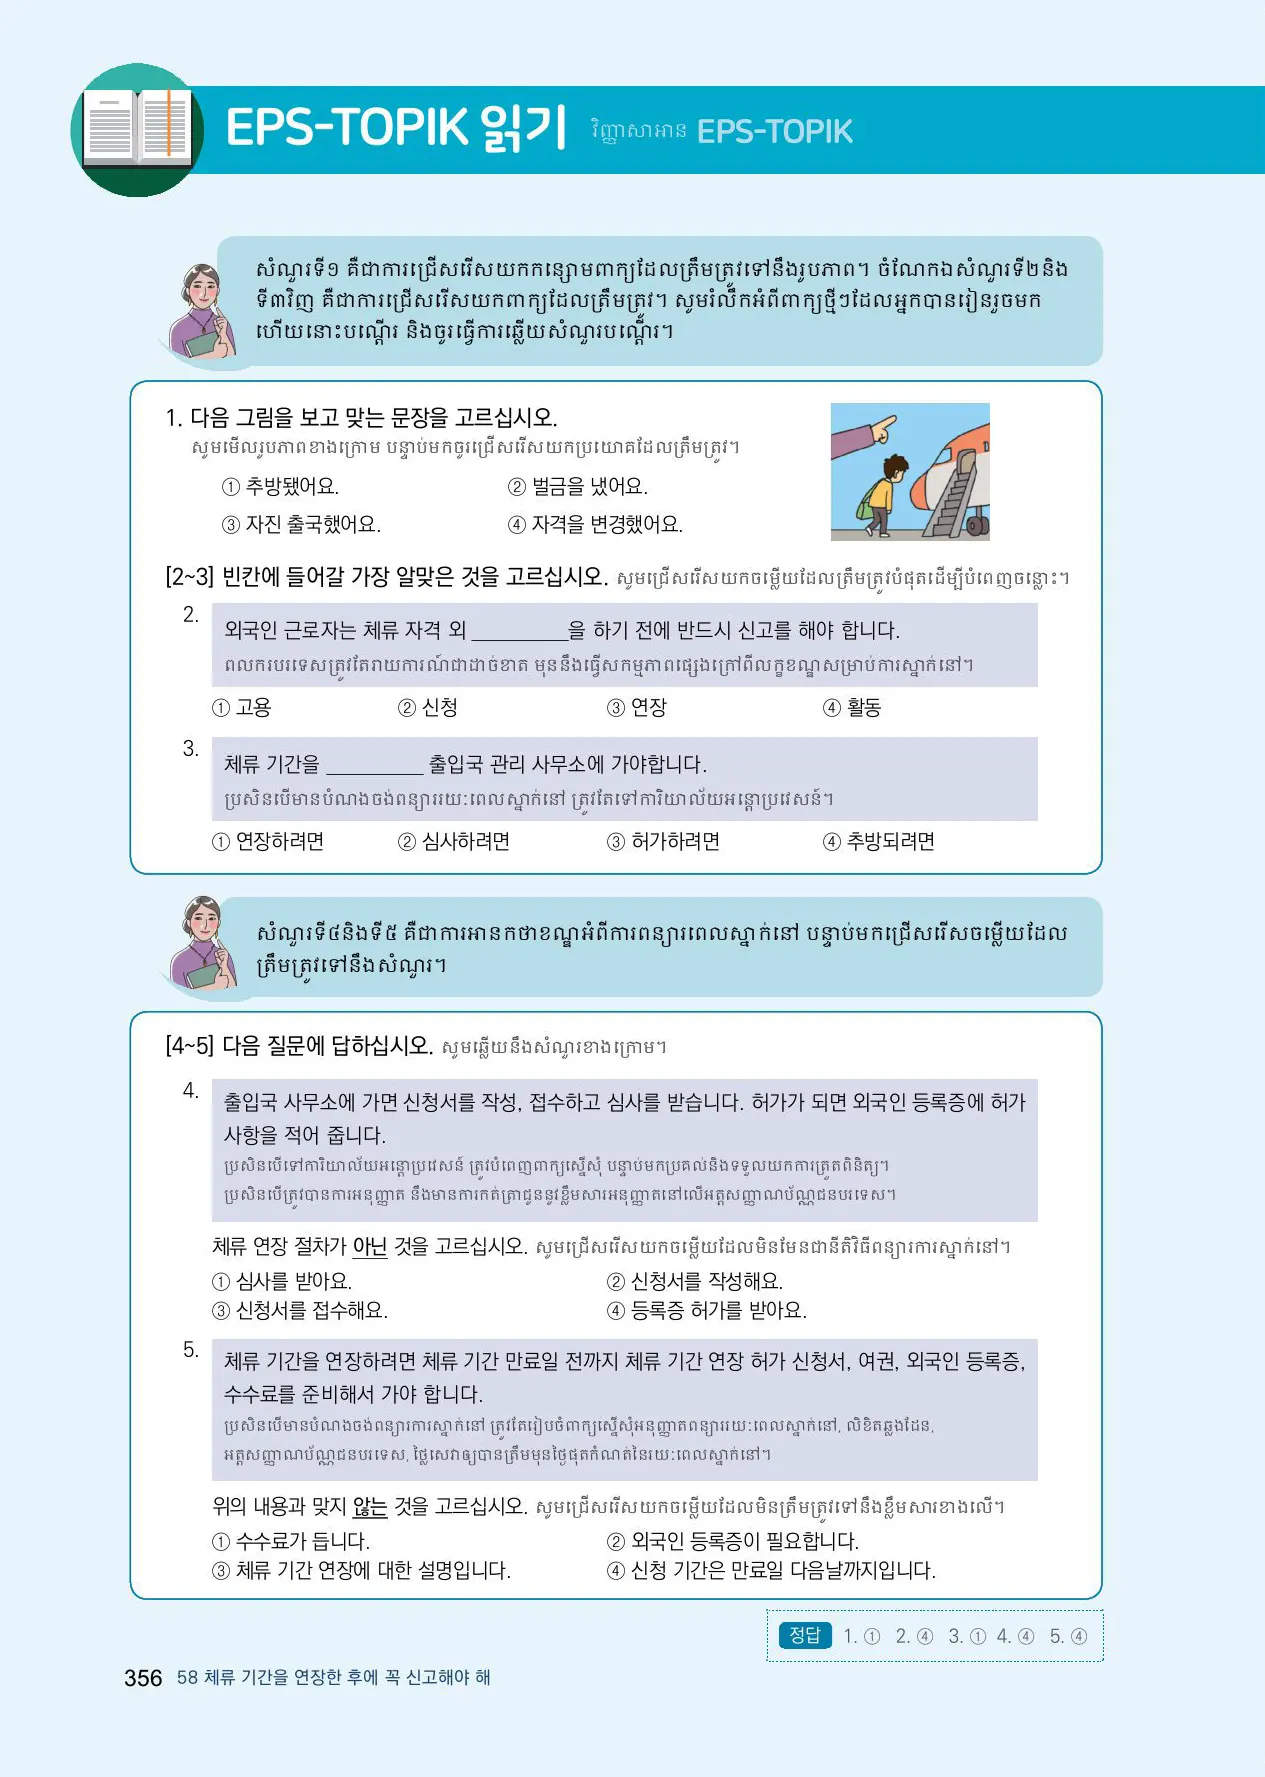 EPS-TOPIK 읽기 វិញ្ញាសាអាន EPS-TOPIK
សំណួរទី១ គឺជាការជ្រើសរើសយកកន្សោមពាក្យដែលត្រឹមត្រូវទៅនឹងរូបភាព។ ចំណែកឯសំណួរទី២និង
ទី៣វិញ គឺជាការជ្រើសរើសយកពាក្យដែលត្រឹមត្រូវ។ សូមរំលឹកអំពីពាក្យថ្មីៗដែលអ្នកបានរៀនរួចមក
ហើយនោះបណ្តើរ និងចូរធ្វើការឆ្លើយសំណួរបណ្តើរ។
1. 다음 그림을 보고 맞는 문장을 고르십시오.
សូមមើលរូបភាពខាងក្រោម បន្ទាប់មកចូរជ្រើសរើសយកប្រយោគដែលត្រឹមត្រូវ។
① 추방됐어요. ② 벌금을 냈어요.
③ 자진 출국했어요. ④ 자격을 변경했어요.
[2~3] 빈칸에 들어갈 가장 알맞은 것을 고르십시오. សូមជ្រើសរើសយកចម្លើយដែលត្រឹមត្រូវបំផុតដើម្បីបំពេញចន្លោះ។
2. 외국인 근로자는 체류 자격 외 __________을 하기 전에 반드시 신고를 해야 합니다.
ពលករបរទេសត្រូវតែរាយការណ៍ជាដាច់ខាត មុននឹងធ្វើសកម្មភាពផ្សេងក្រៅពីលក្ខខណ្ឌសម្រាប់ការស្នាក់នៅ។
① 고용 ② 신청 ③ 연장 ④ 활동
3. 체류 기간을 __________ 출입국 관리 사무소에 가야합니다.
ប្រសិនបើមានបំណងចង់ពន្យាររយៈពេលស្នាក់នៅ ត្រូវតែទៅការិយាល័យអន្តោប្រវេសន៍។
① 연장하려면 ② 심사하려면 ③ 허가하려면 ④ 추방되려면
សំណួរទី៤និងទី៥ គឺជាការអានកថាខណ្ឌអំពីការពន្យារពេលស្នាក់នៅ បន្ទាប់មកជ្រើសរើសចម្លើយដែល
ត្រឹមត្រូវទៅនឹងសំណួរ។
[4~5] 다음 질문에 답하십시오. សូមឆ្លើយនឹងសំណួរខាងក្រោម។
4. 출입국 사무소에 가면 신청서를 작성, 접수하고 심사를 받습니다. 허가가 되면 외국인 등록증에 허가
사항을 적어 줍니다.
ប្រសិនបើទៅការិយាល័យអន្តោប្រវេសន៍ ត្រូវបំពេញពាក្យស្នើសុំ បន្ទាប់មកប្រគល់និងទទួលយកការត្រួតពិនិត្យ។
ប្រសិនបើត្រូវបានការអនុញ្ញាត នឹងមានការកត់ត្រាជូននូវខ្លឹមសារអនុញ្ញាតនៅលើអត្តសញ្ញាណប័ណ្ណជនបរទេស។
체류 연장 절차가 아닌 것을 고르십시오. សូមជ្រើសរើសយកចម្លើយដែលមិនមែនជានីតិវិធីពន្យារការស្នាក់នៅ។
① 심사를 받아요. ② 신청서를 작성해요.
③ 신청서를 접수해요. ④ 등록증 허가를 받아요.
5. 체류 기간을 연장하려면 체류 기간 만료일 전까지 체류 기간 연장 허가 신청서, 여권, 외국인 등록증,
수수료를 준비해서 가야 합니다.
ប្រសិនបើមានបំណងចង់ពន្យារការស្នាក់នៅ ត្រូវតែរៀបចំពាក្យស្នើសុំអនុញ្ញាតពន្យាររយៈពេលស្នាក់នៅ, លិខិតឆ្លងដែន,
អត្តសញ្ញាណប័ណ្ណជនបរទេស, ថ្លៃសេវាឲ្យបានត្រឹមមុនថ្ងៃផុតកំណត់នៃរយៈពេលស្នាក់នៅ។
위의 내용과 맞지 않는 것을 고르십시오. សូមជ្រើសរើសយកចម្លើយដែលមិនត្រឹមត្រូវទៅនឹងខ្លឹមសារខាងលើ។
① 수수료가 듭니다. ② 외국인 등록증이 필요합니다.
③ 체류 기간 연장에 대한 설명입니다. ④ 신청 기간은 만료일 다음날까지입니다.
정답 1. ① 2. ④ 3. ① 4. ④ 5. ④
356 58 체류 기간을 연장한 후에 꼭 신고해야 해